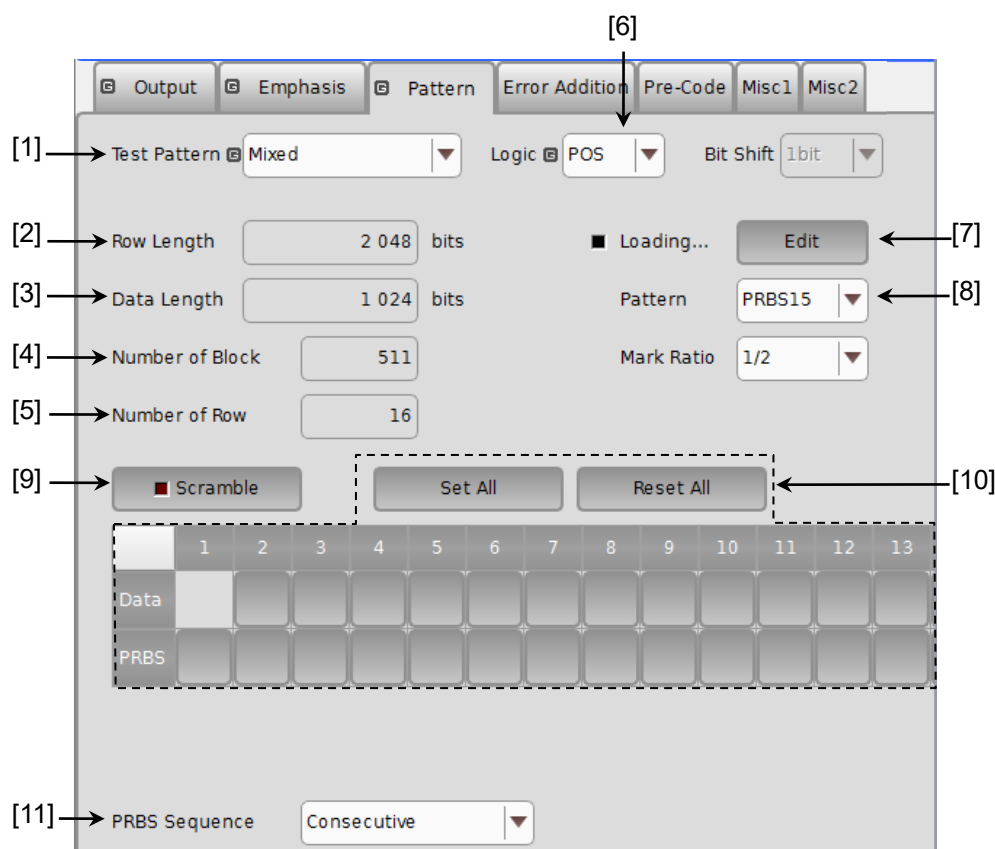 [6]
G Output G Emphasis G Pattern Error Addition Pre-Code Misc1 Misc2
[1] Test Pattern G Mixed Logic G POS Bit Shift 1bit
[2] Row Length 2 048 bits Loading... Edit [7]
[3] Data Length 1 024 bits Pattern PRBS15 [8]
[4] Number of Block 511 Mark Ratio 1/2
[5] Number of Row 16
[9] Scramble Set All Reset All [10]
1 2 3 4 5 6 7 8 9 10 11 12 13
Data
PRBS
[11] PRBS Sequence Consecutive